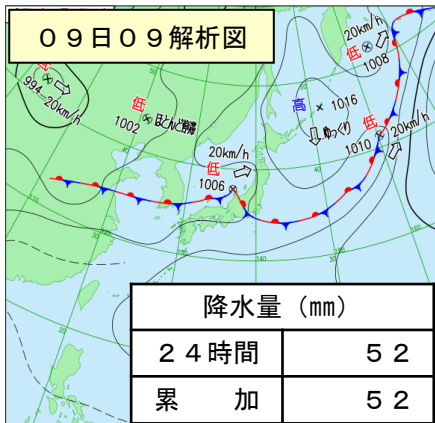 09日09解析図
20km/h
低
1008
低
994 20km/h
低
1002
ほとんど停滞
高
1016
ゆっくり
低
1010
20km/h
20km/h
低
1006
140
降水量 (㎜)
24時間 52
累 加 52